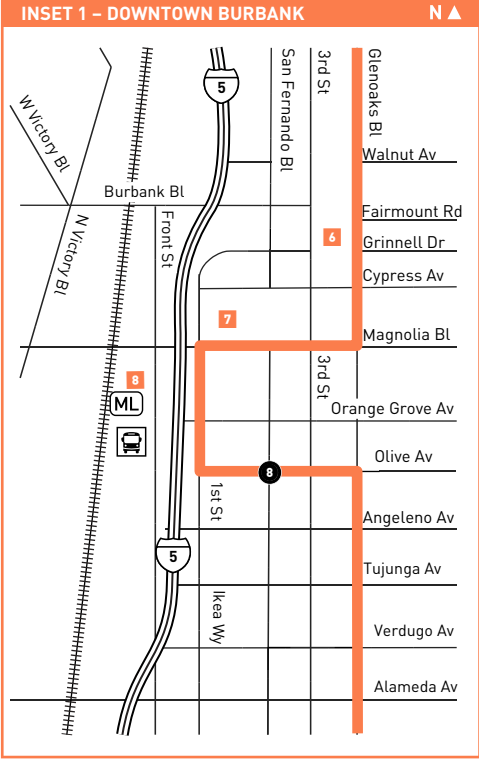 INSET 1 – DOWNTOWN BURBANK
N
5
San Fernando Bl
3rd St
Glenoaks Bl
W Victory Bl
Walnut Av
Burbank Bl
Front St
N Victory Bl
Fairmount Rd
6
Grinnell Dr
Cypress Av
7
Magnolia Bl
3rd St
8
ML
Orange Grove Av
Olive Av
8
1st St
Angeleno Av
5
Tujunga Av
Ikea Wy
Verdugo Av
Alameda Av